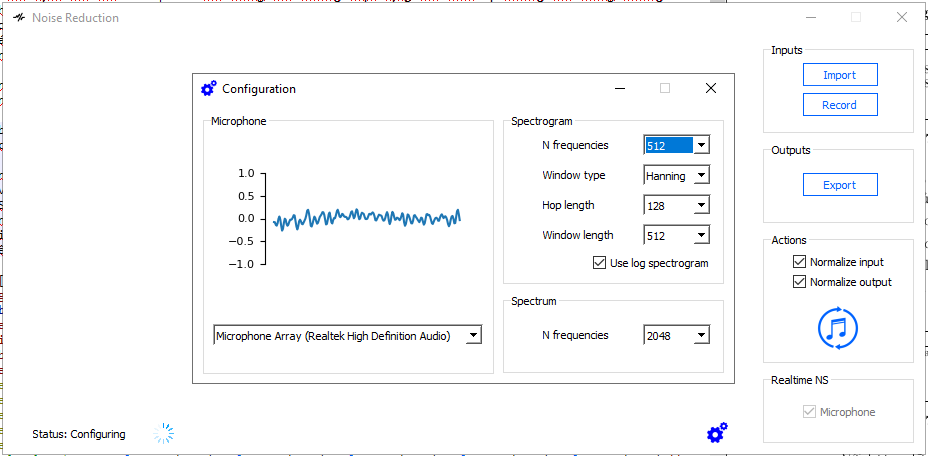 Noise Reduction
Inputs
Import
Record
Outputs
Export
Actions
Normalize input
Normalize output
Realtime NS
Microphone
Configuration
Microphone
1.0
0.5
0.0
−0.5
−1.0
Microphone Array (Realtek High Definition Audio)
Spectrogram
N frequencies 512
Window type Hanning
Hop length 128
Window length 512
Use log spectrogram
Spectrum
N frequencies 2048
Status: Configuring